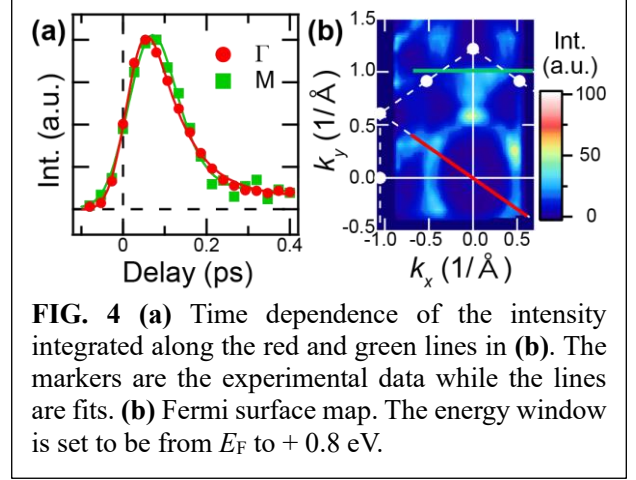 (a)
Γ
M
Int. (a.u.)
0 0.2 0.4
Delay (ps)
(b)
1.5
1.0
0.5
0.0
-0.5
k_y (1/Å)
-1.0 -0.5 0.0 0.5
k_x (1/Å)
Int.
(a.u.)
100
50
0
FIG. 4 (a) Time dependence of the intensity
integrated along the red and green lines in (b). The
markers are the experimental data while the lines
are fits. (b) Fermi surface map. The energy window
is set to be from E_F to + 0.8 eV.